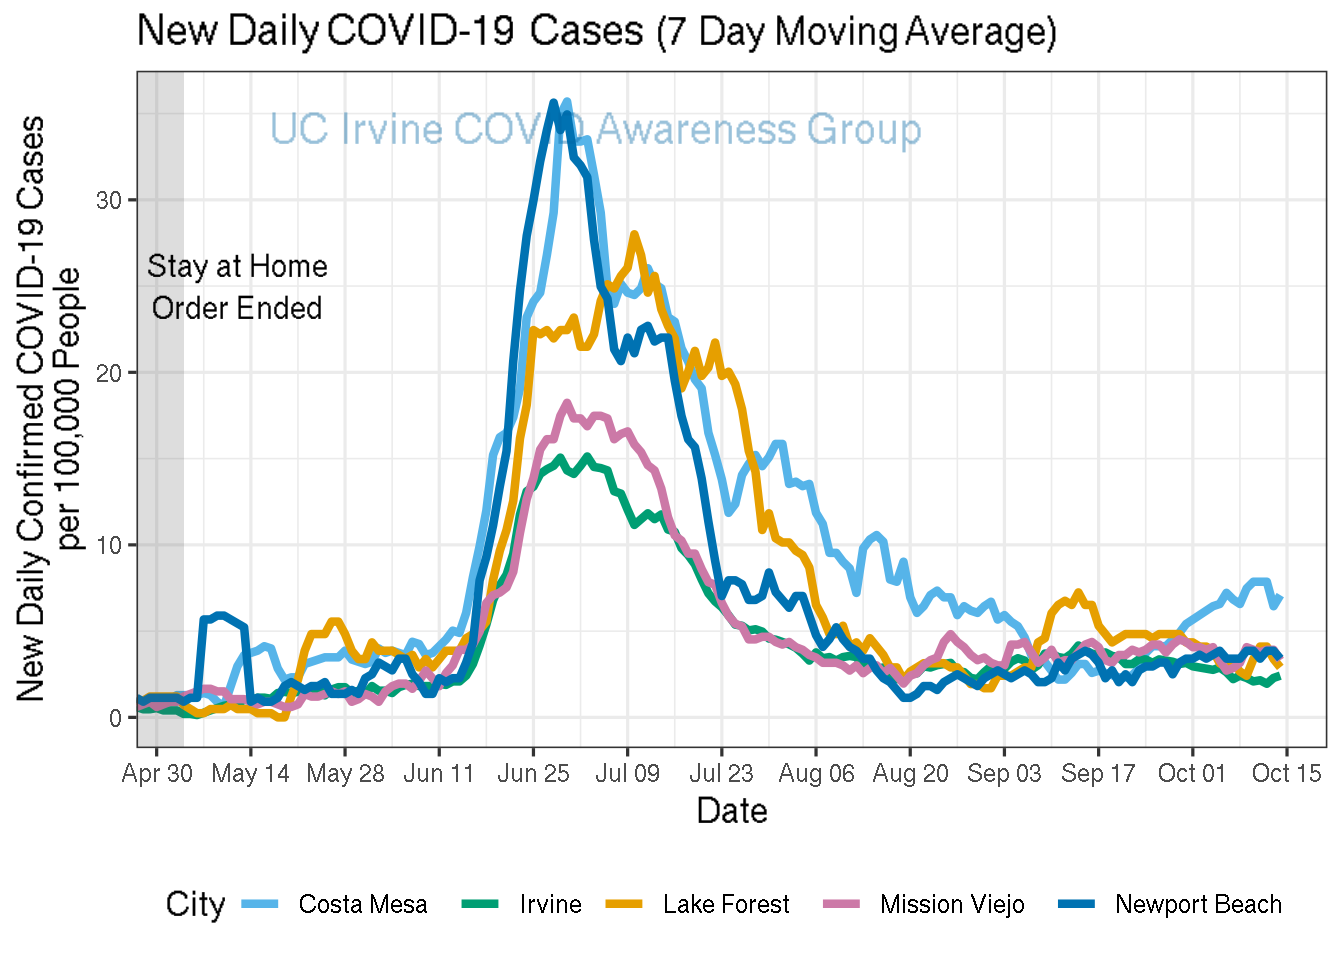 New Daily COVID-19 Cases (7 Day Moving Average)
UC Irvine COVID Awareness Group
New Daily Confirmed COVID-19 Cases
per 100,000 People
30
20
10
0
Stay at Home
Order Ended
Apr 30 May 14 May 28 Jun 11 Jun 25 Jul 09 Jul 23 Aug 06 Aug 20 Sep 03 Sep 17 Oct 01 Oct 15
Date
City Costa Mesa Irvine Lake Forest Mission Viejo Newport Beach